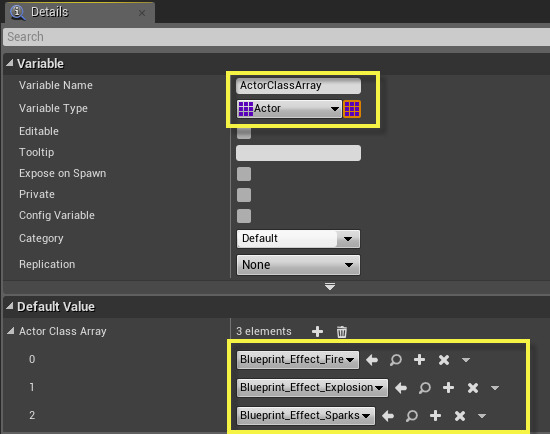 Details
Search
Variable
Variable Name ActorClassArray
Variable Type Actor
Editable
Tooltip
Expose on Spawn
Private
Config Variable
Category Default
Replication None
Default Value
Actor Class Array 3 elements
0 Blueprint_Effect_Fire
1 Blueprint_Effect_Explosion
2 Blueprint_Effect_Sparks